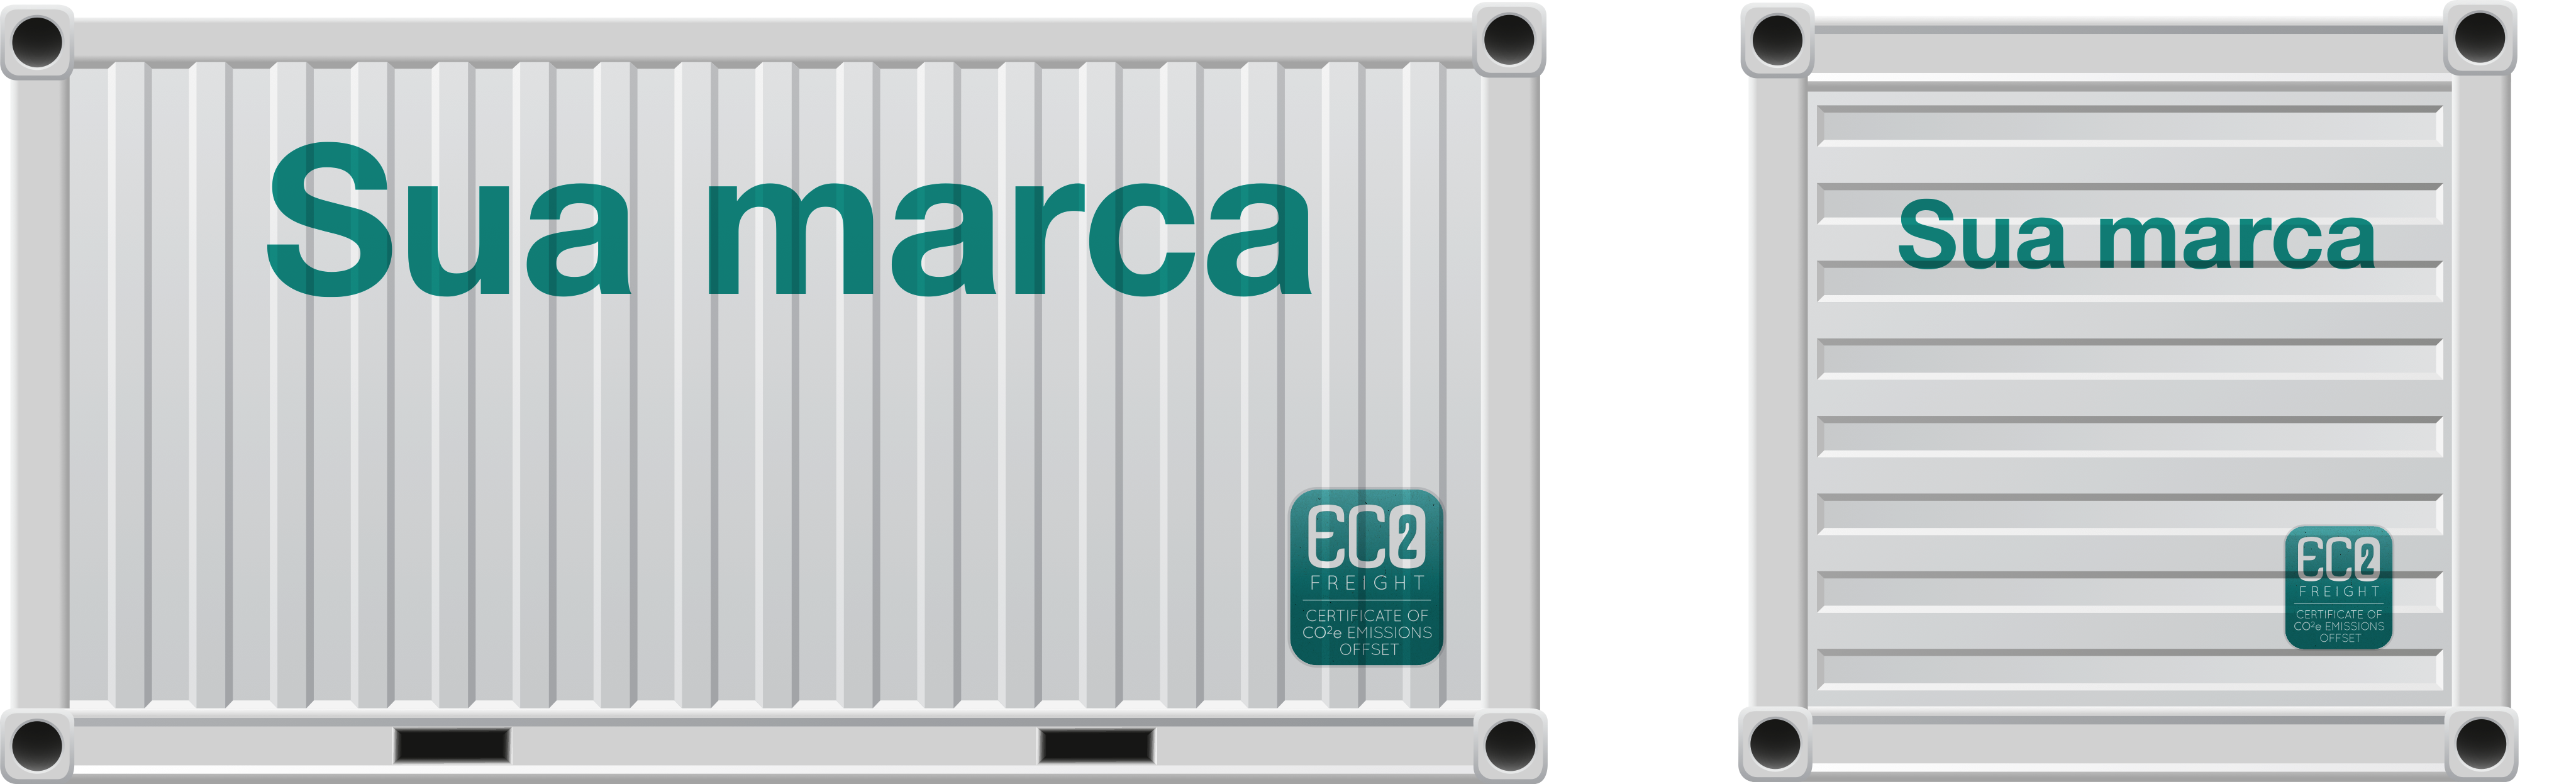 Sua marca
ECO2
FREIGHT
CERTIFICATE OF
CO²e EMISSIONS
OFFSET
Sua marca
ECO2
FREIGHT
CERTIFICATE OF
CO²e EMISSIONS
OFFSET